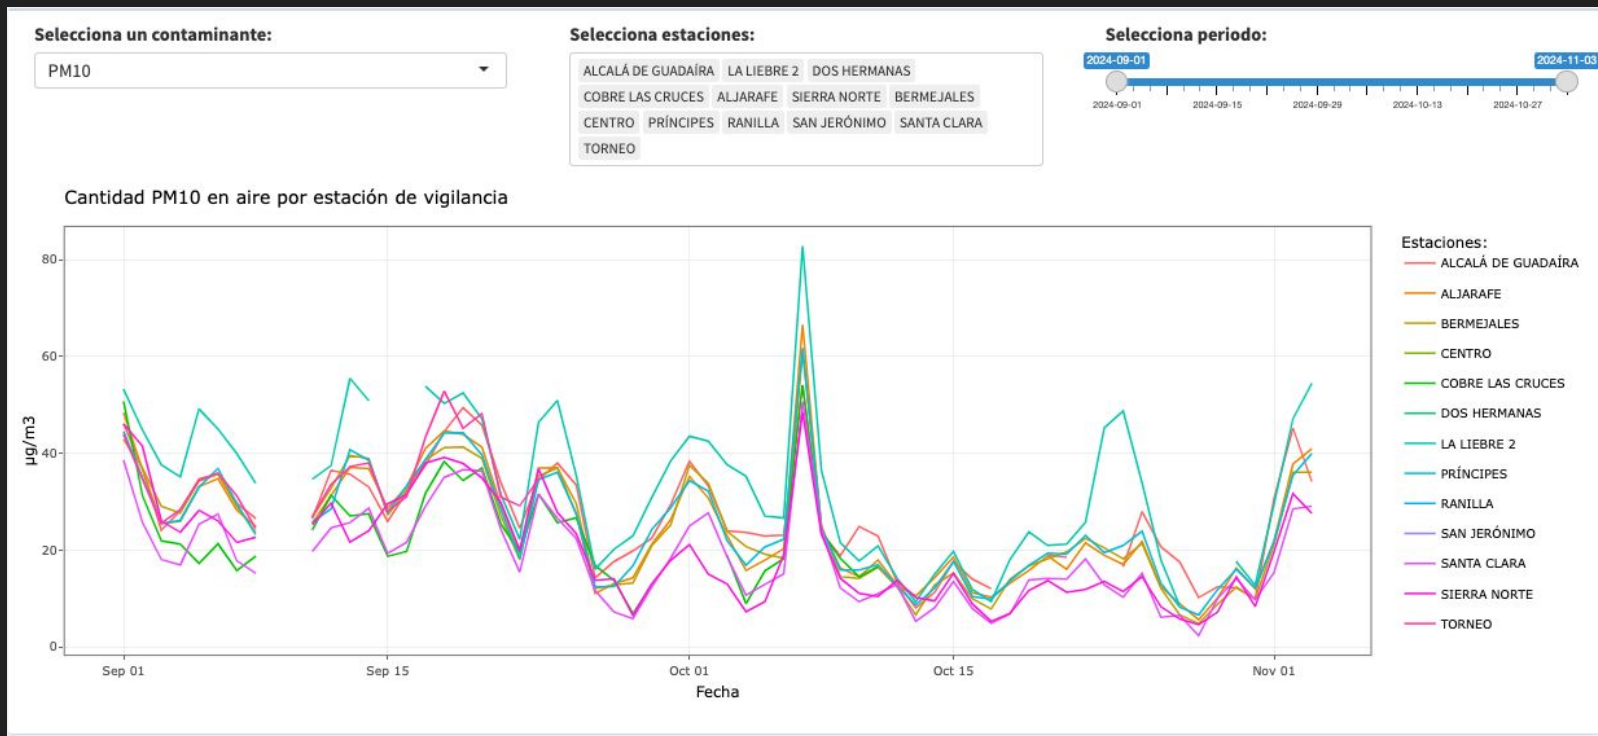 Selecciona un contaminante:
PM10
Selecciona estaciones:
ALCALÁ DE GUADAÍRA LA LIEBRE 2 DOS HERMANAS
COBRE LAS CRUCES ALJARAFE SIERRA NORTE BERMEJALES
CENTRO PRÍNCIPES RANILLA SAN JERÓNIMO SANTA CLARA
TORNEO
Selecciona periodo:
2024-09-01 2024-11-03
2024-09-01 2024-09-15 2024-09-29 2024-10-13 2024-10-27
Cantidad PM10 en aire por estación de vigilancia
80
60
40
20
0
µg/m3
Sep 01 Sep 15 Oct 01 Oct 15 Nov 01
Fecha
Estaciones:
ALCALÁ DE GUADAÍRA
ALJARAFE
BERMEJALES
CENTRO
COBRE LAS CRUCES
DOS HERMANAS
LA LIEBRE 2
PRÍNCIPES
RANILLA
SAN JERÓNIMO
SANTA CLARA
SIERRA NORTE
TORNEO